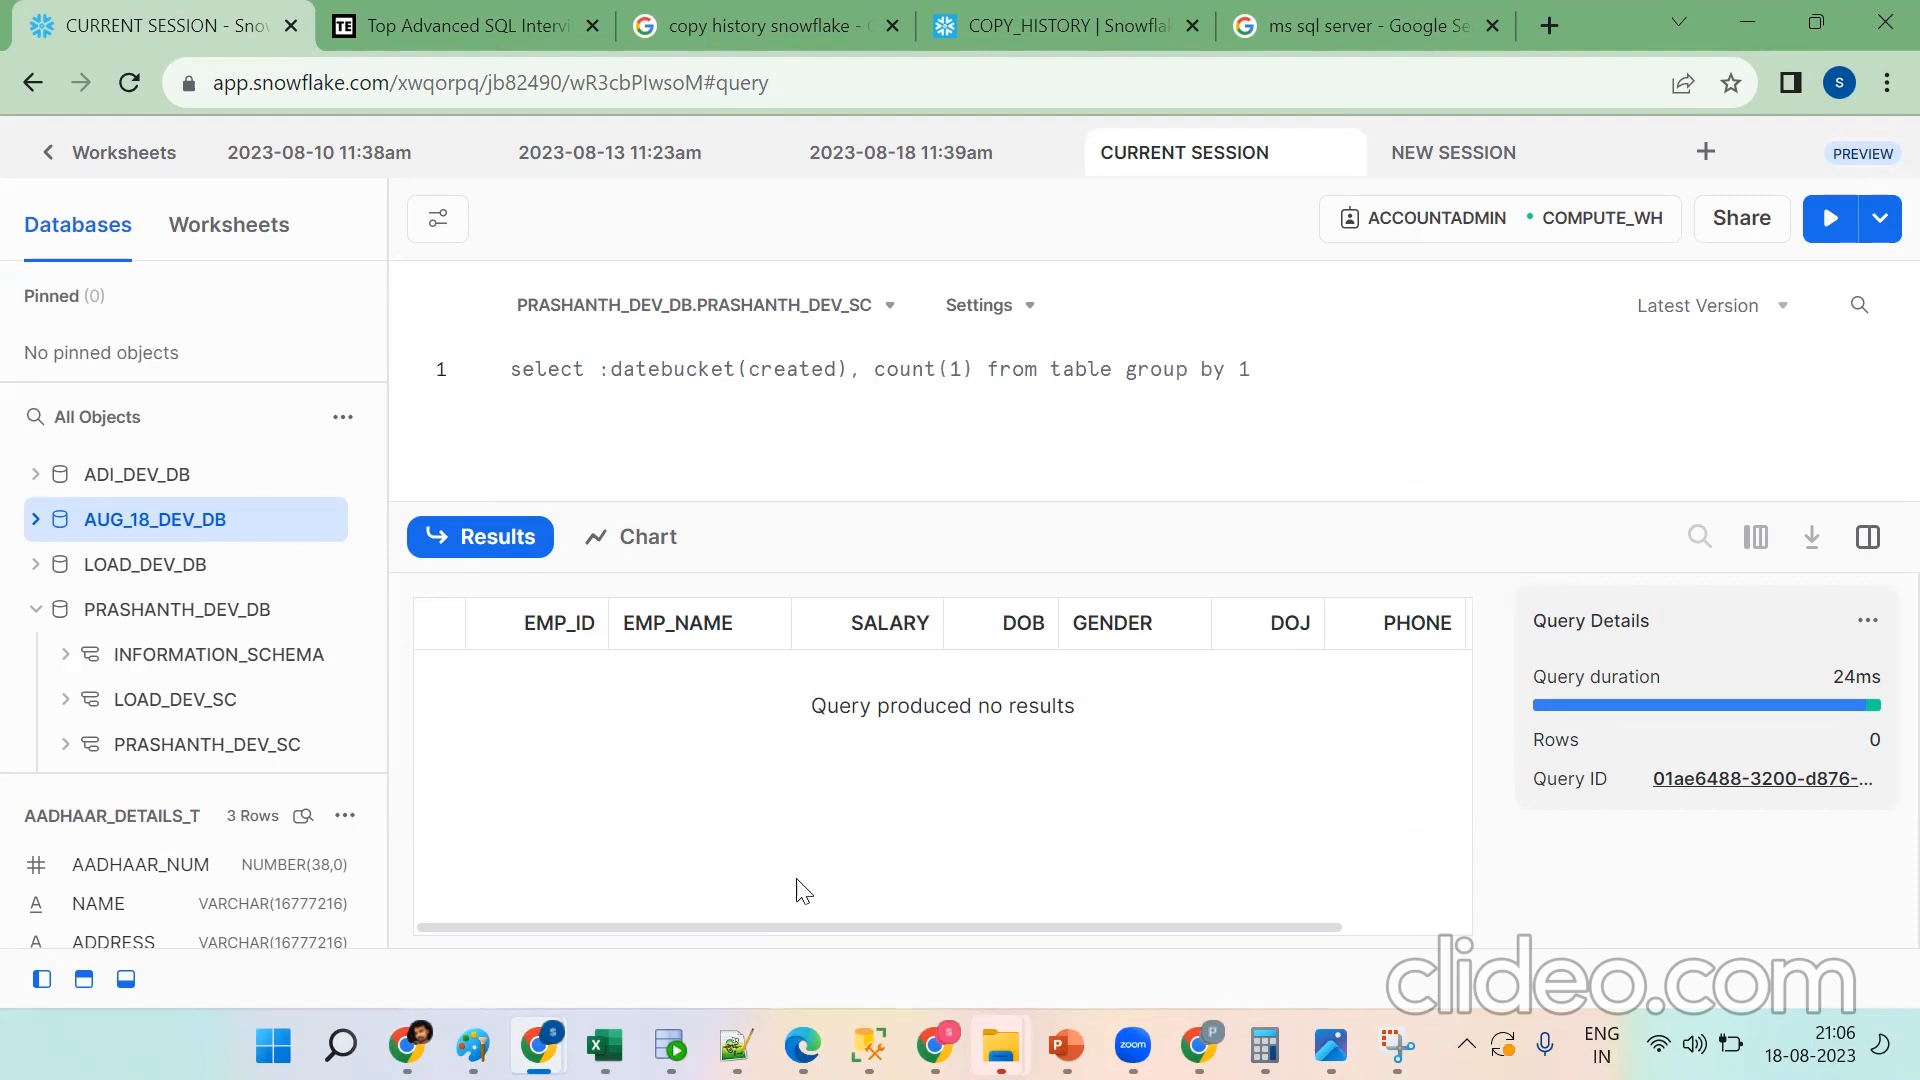 CURRENT SESSION - Snow
Top Advanced SQL Intervi
copy history snowflake - G
COPY_HISTORY | Snowflak
ms sql server - Google Se
app.snowflake.com/xwqorpq/jb82490/wR3cbPIwsoM#query
S
Worksheets
2023-08-10 11:38am
2023-08-13 11:23am
2023-08-18 11:39am
CURRENT SESSION
NEW SESSION
PREVIEW
Databases
Worksheets
ACCOUNTADMIN
COMPUTE_WH
Share
Pinned (0)
No pinned objects
PRASHANTH_DEV_DB.PRASHANTH_DEV_SC
Settings
Latest Version
1
select :datebucket(created), count(1) from table group by 1
All Objects
ADI_DEV_DB
AUG_18_DEV_DB
LOAD_DEV_DB
PRASHANTH_DEV_DB
INFORMATION_SCHEMA
LOAD_DEV_SC
PRASHANTH_DEV_SC
Results
Chart
EMP_ID EMP_NAME SALARY DOB GENDER DOJ PHONE
Query produced no results
Query Details
Query duration 24ms
Rows 0
Query ID 01ae6488-3200-d876-...
AADHAAR_DETAILS_T 3 Rows
AADHAAR_NUM NUMBER(38,0)
NAME VARCHAR(16777216)
ADDRESS VARCHAR(16777216)
clideo.com
zoom
ENG
IN
21:06
18-08-2023